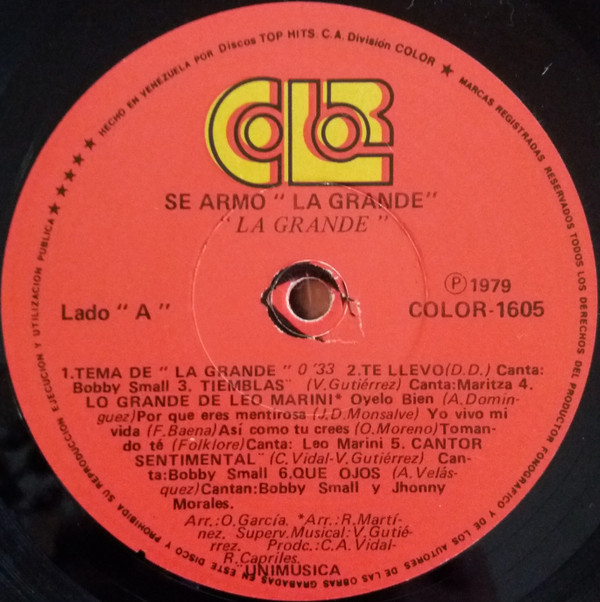 HECHO EN VENEZUELA POR Discos TOP HITS. C.A. División COLOR ★ MARCAS REGISTRADAS RESERVADOS TODOS LOS DERECHOS DEL PRODUCTOR FONOGRAFICO Y DE LOS AUTORES DE LAS OBRAS GRABADAS EN ESTE DISCO Y PROHIBIDA SU REPRODUCCION EJECUCION Y UTILIZACION PUBLICA ★★★★★
COLOR
SE ARMO " LA GRANDE "
" LA GRANDE "
Ⓟ 1979
Lado " A "
COLOR-1605
1.TEMA DE " LA GRANDE " 0´33 2.TE LLEVO(D.D.) Canta:
Bobby Small 3. TIEMBLAS¨ (V.Gutiérrez) Canta:Maritza 4.
LO GRANDE DE LEO MARINI* Oyelo Bien (A.Domín-
guez)Por que eres mentirosa (J.D.Monsalve) Yo vivo mi
vida (F.Baena)Así como tu crees (O.Moreno)Toman-
do té (Folklore)Canta: Leo Marini 5. CANTOR
SENTIMENTAL¨ (C.Vidal-V.Gutiérrez) Can-
ta:Bobby Small 6.QUE OJOS (A.Velás-
quez)Cantan:Bobby Small y Jhonny
Morales.
Arr.:O.García. *Arr.:R.Martí-
nez. Superv.Musical:V.Gutié-
rrez. Prodc.:C.A.Vidal-
R.Capriles.
¨UNIMUSICA